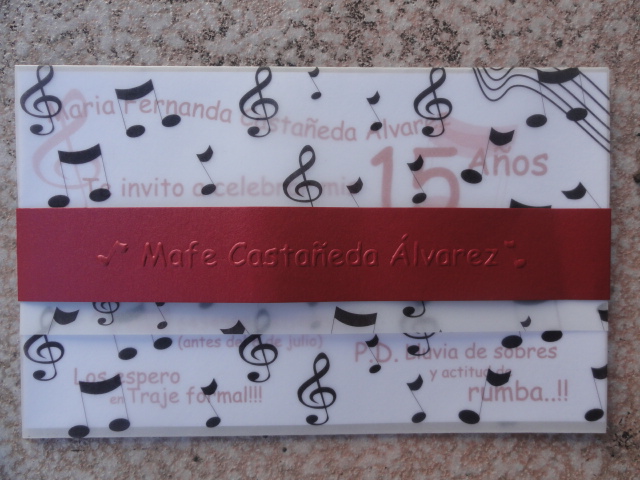 Maria Fernanda
Castañeda Alvarez
Te invito a celebrar mis 15 Años
Mafe Castañeda Álvarez
(antes de de julio)
P.D. Lluvia de sobres
y actitud de
rumba..!!
Los espero
en Traje formal!!!